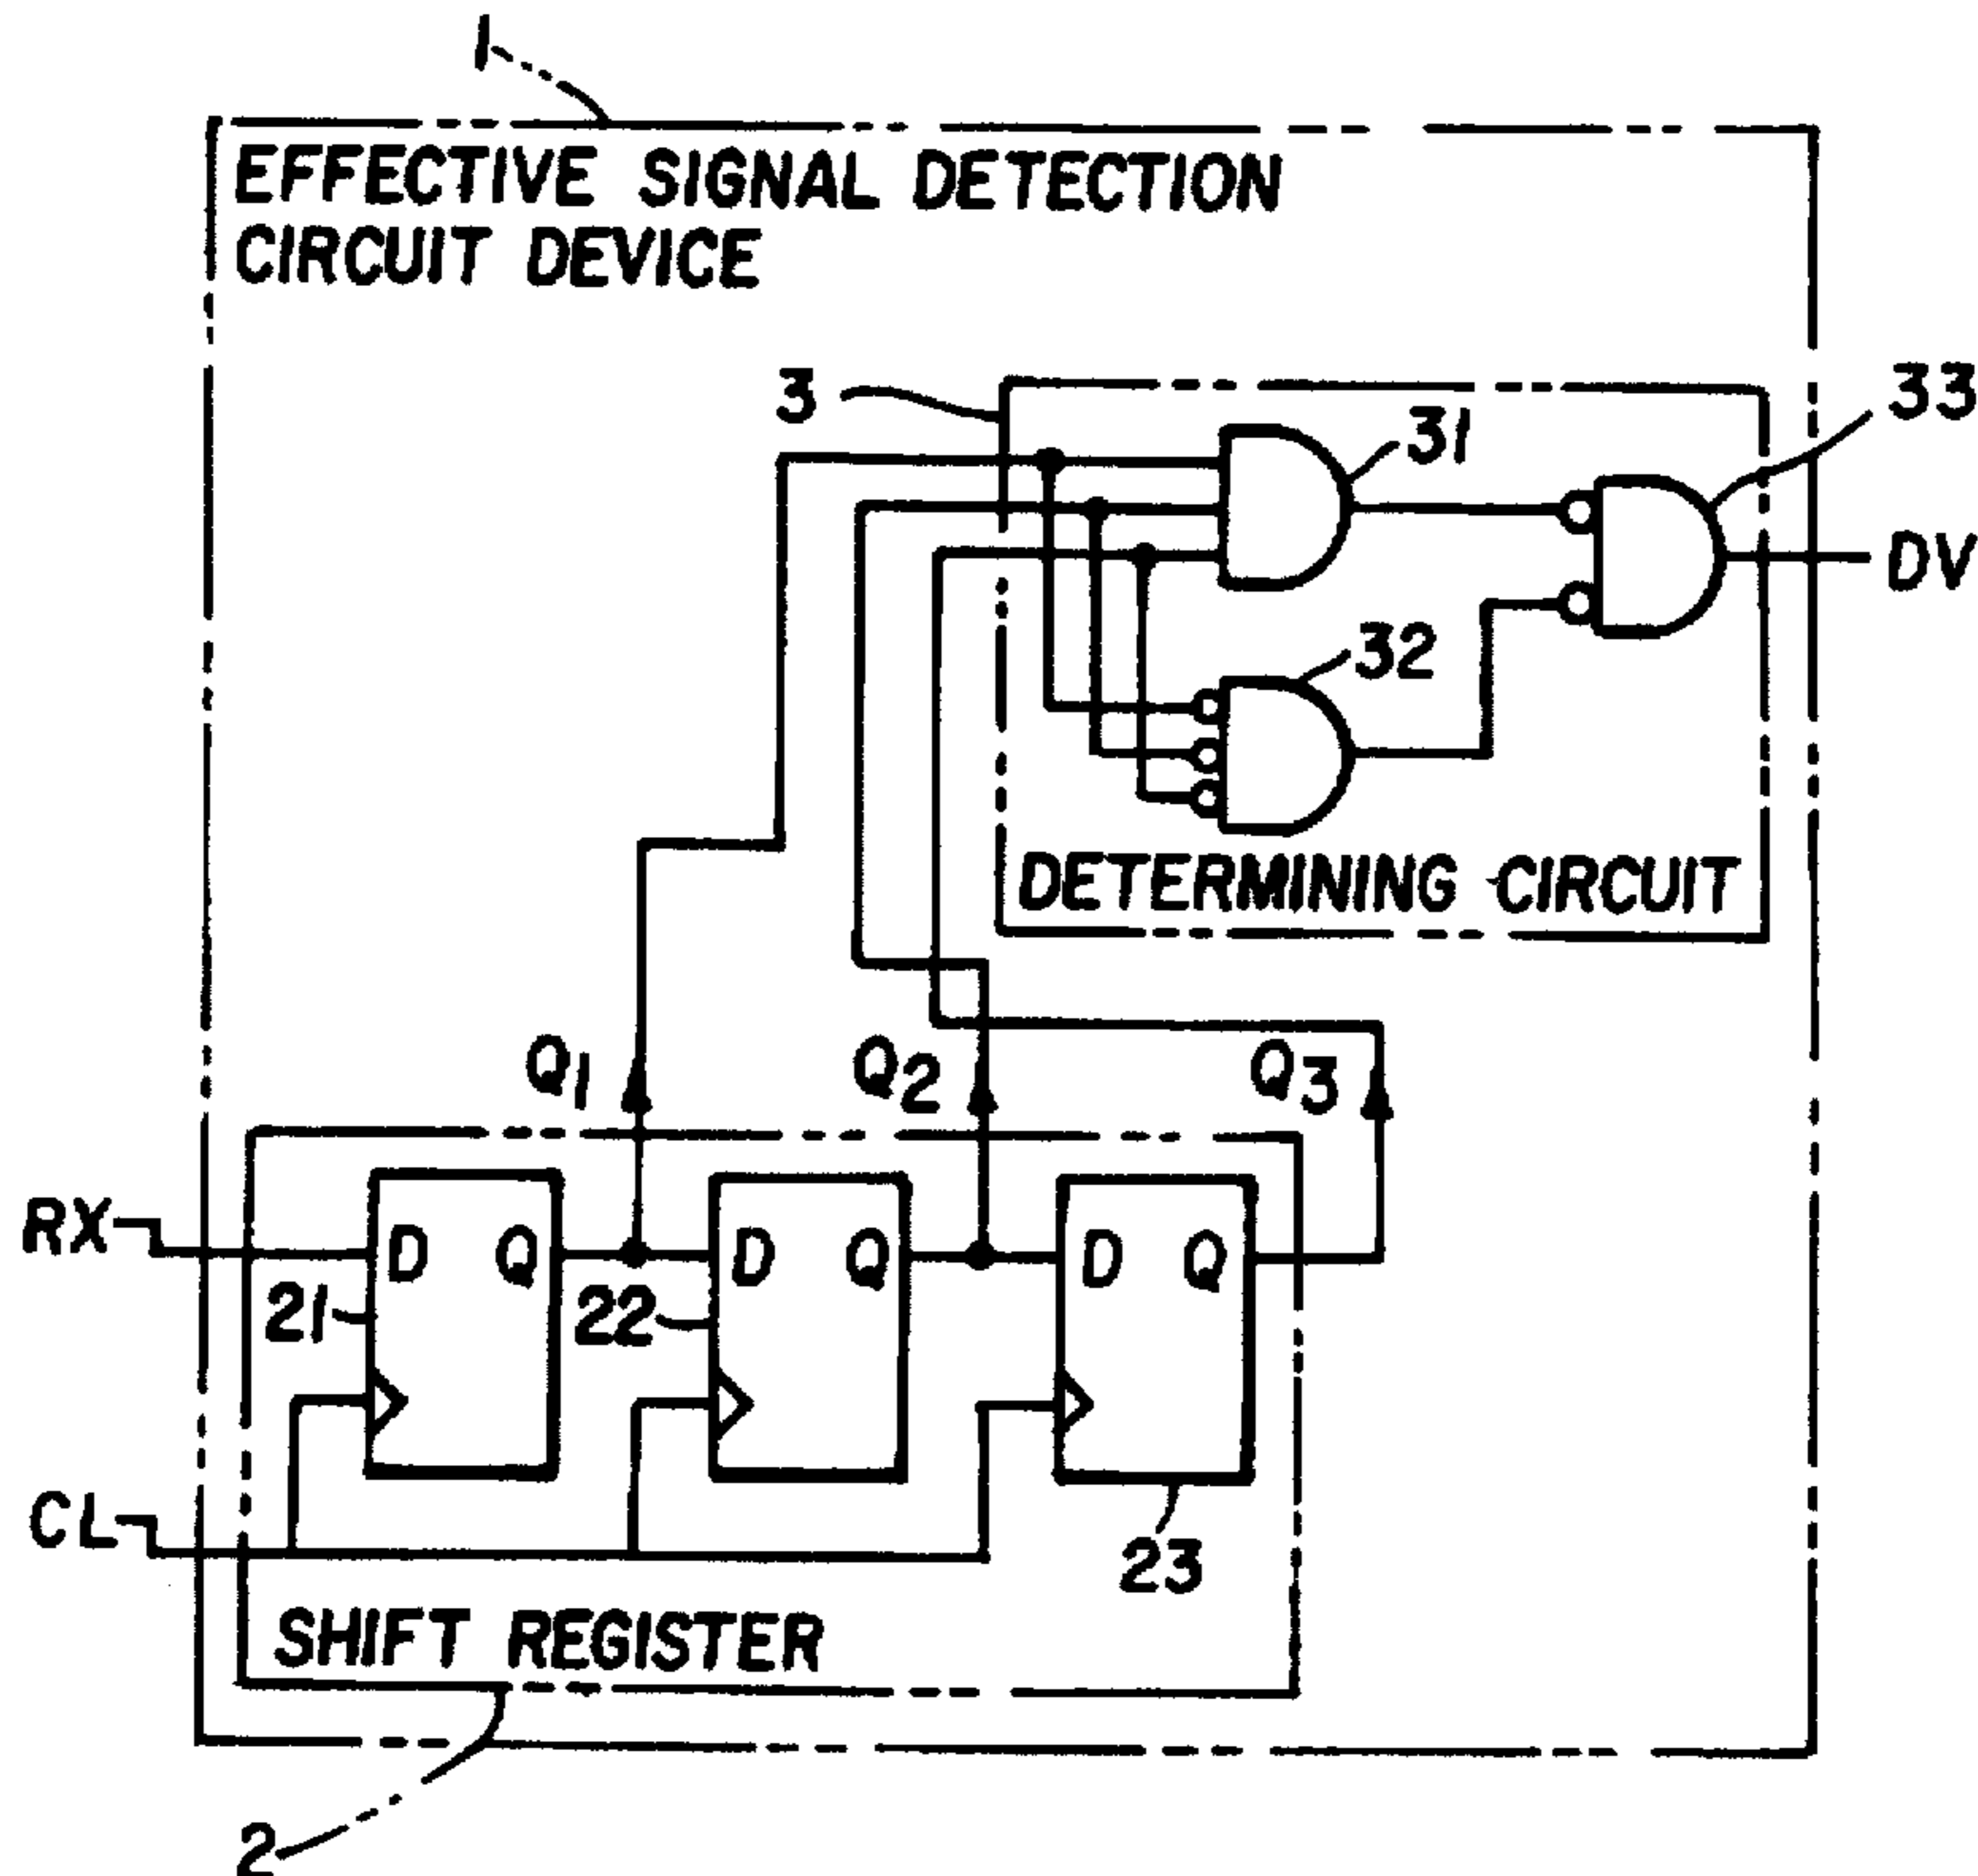 1
EFFECTIVE SIGNAL DETECTION
CIRCUIT DEVICE
3
31
33
DV
32
DETERMINING CIRCUIT
Q1
Q2
Q3
RX
D Q
D Q
D Q
21
22
CL
23
SHIFT REGISTER
2